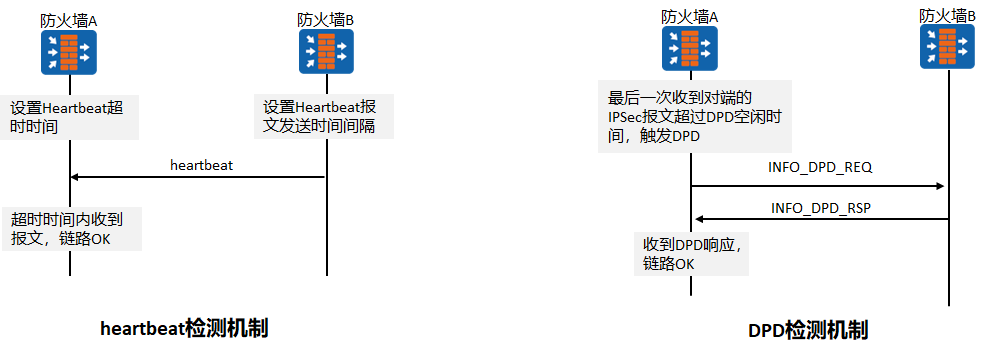 防火墙A
防火墙B
设置Heartbeat超
时时间
设置Heartbeat报
文发送时间间隔
heartbeat
超时时间内收到
报文，链路OK
heartbeat检测机制
防火墙A
防火墙B
最后一次收到对端的
IPSec报文超过DPD空闲时
间，触发DPD
INFO_DPD_REQ
INFO_DPD_RSP
收到DPD响应，
链路OK
DPD检测机制